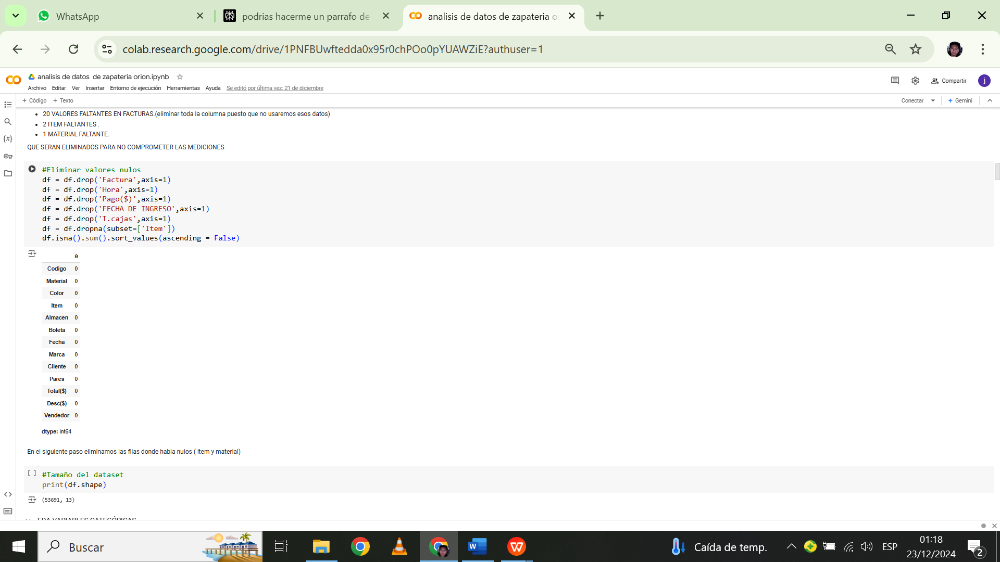 WhatsApp
podrias hacerme un parrafo de
analisis de datos de zapateria o
colab.research.google.com/drive/1PNFBUwftedda0x95r0chPOo0pYUAWZiE?authuser=1
analisis de datos de zapateria orion.ipynb
Archivo Editar Ver Insertar Entorno de ejecución Herramientas Ayuda Se editó por última vez: 21 de diciembre
Compartir
j
+ Código + Texto
Conectar
Gemini
• 20 VALORES FALTANTES EN FACTURAS.(eliminar toda la columna puesto que no usaremos esos datos)
• 2 ITEM FALTANTES .
• 1 MATERIAL FALTANTE.
QUE SERAN ELIMINADOS PARA NO COMPROMETER LAS MEDICIONES
#Eliminar valores nulos
df = df.drop('Factura',axis=1)
df = df.drop('Hora',axis=1)
df = df.drop('Pago($)',axis=1)
df = df.drop('FECHA DE INGRESO',axis=1)
df = df.drop('T.cajas',axis=1)
df = df.dropna(subset=['Item'])
df.isna().sum().sort_values(ascending = False)
0
Codigo 0
Material 0
Color 0
Item 0
Almacen 0
Boleta 0
Fecha 0
Marca 0
Cliente 0
Pares 0
Total($) 0
Desc($) 0
Vendedor 0
dtype: int64
En el siguiente paso eliminamos las filas donde habia nulos ( item y material)
[ ] #Tamaño del dataset
print(df.shape)
(53691, 13)
EDA VARIABLES CATEGÓRICAS
Buscar
Caída de temp.
ESP
01:18
23/12/2024
2